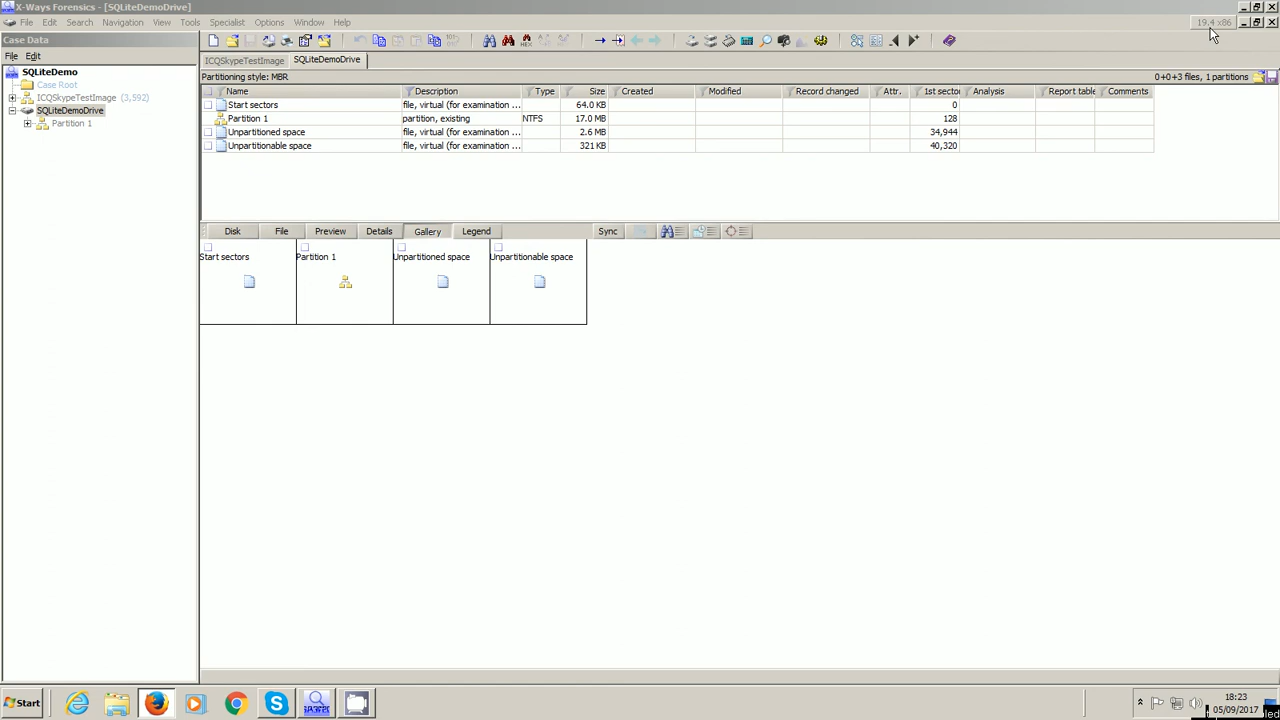 X-Ways Forensics - [SQLiteDemoDrive]
File Edit Search Navigation View Tools Specialist Options Window Help 19.4 x86
Case Data
File Edit
SQLiteDemo
Case Root
ICQSkypeTestImage (3,592)
SQLiteDemoDrive
Partition 1
ICQSkypeTestImage SQLiteDemoDrive
Partitioning style: MBR 0+0+3 files, 1 partitions
Name Description Type Size Created Modified Record changed Attr. 1st secto Analysis Report table Comments
Start sectors file, virtual (for examination ... 64.0 KB 0
Partition 1 partition, existing NTFS 17.0 MB 128
Unpartitioned space file, virtual (for examination ... 2.6 MB 34,944
Unpartitionable space file, virtual (for examination ... 321 KB 40,320
Disk File Preview Details Gallery Legend Sync
Start sectors Partition 1 Unpartitioned space Unpartitionable space
Start 18:23
05/09/2017